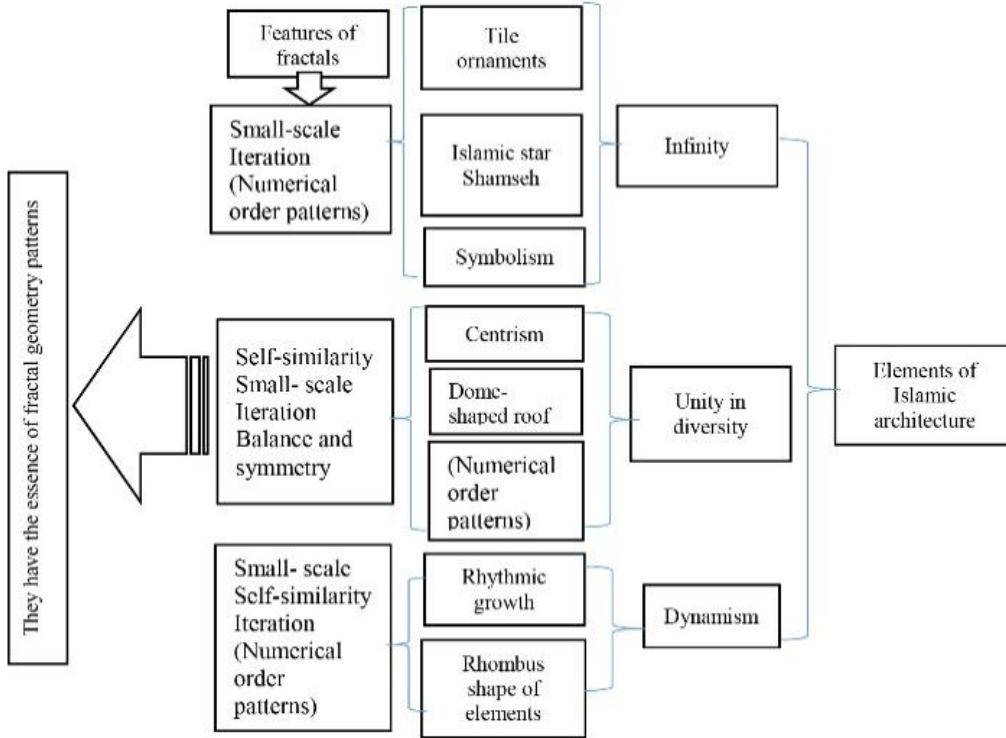 They have the essence of fractal geometry patterns
Features of
fractals
Small-scale
Iteration
(Numerical
order patterns)
Self-similarity
Small- scale
Iteration
Balance and
symmetry
Small- scale
Self-similarity
Iteration
(Numerical
order
patterns)
Tile
ornaments
Islamic star
Shamseh
Symbolism
Centrism
Dome-
shaped roof
(Numerical
order
patterns)
Rhythmic
growth
Rhombus
shape of
elements
Infinity
Unity in
diversity
Dynamism
Elements of
Islamic
architecture